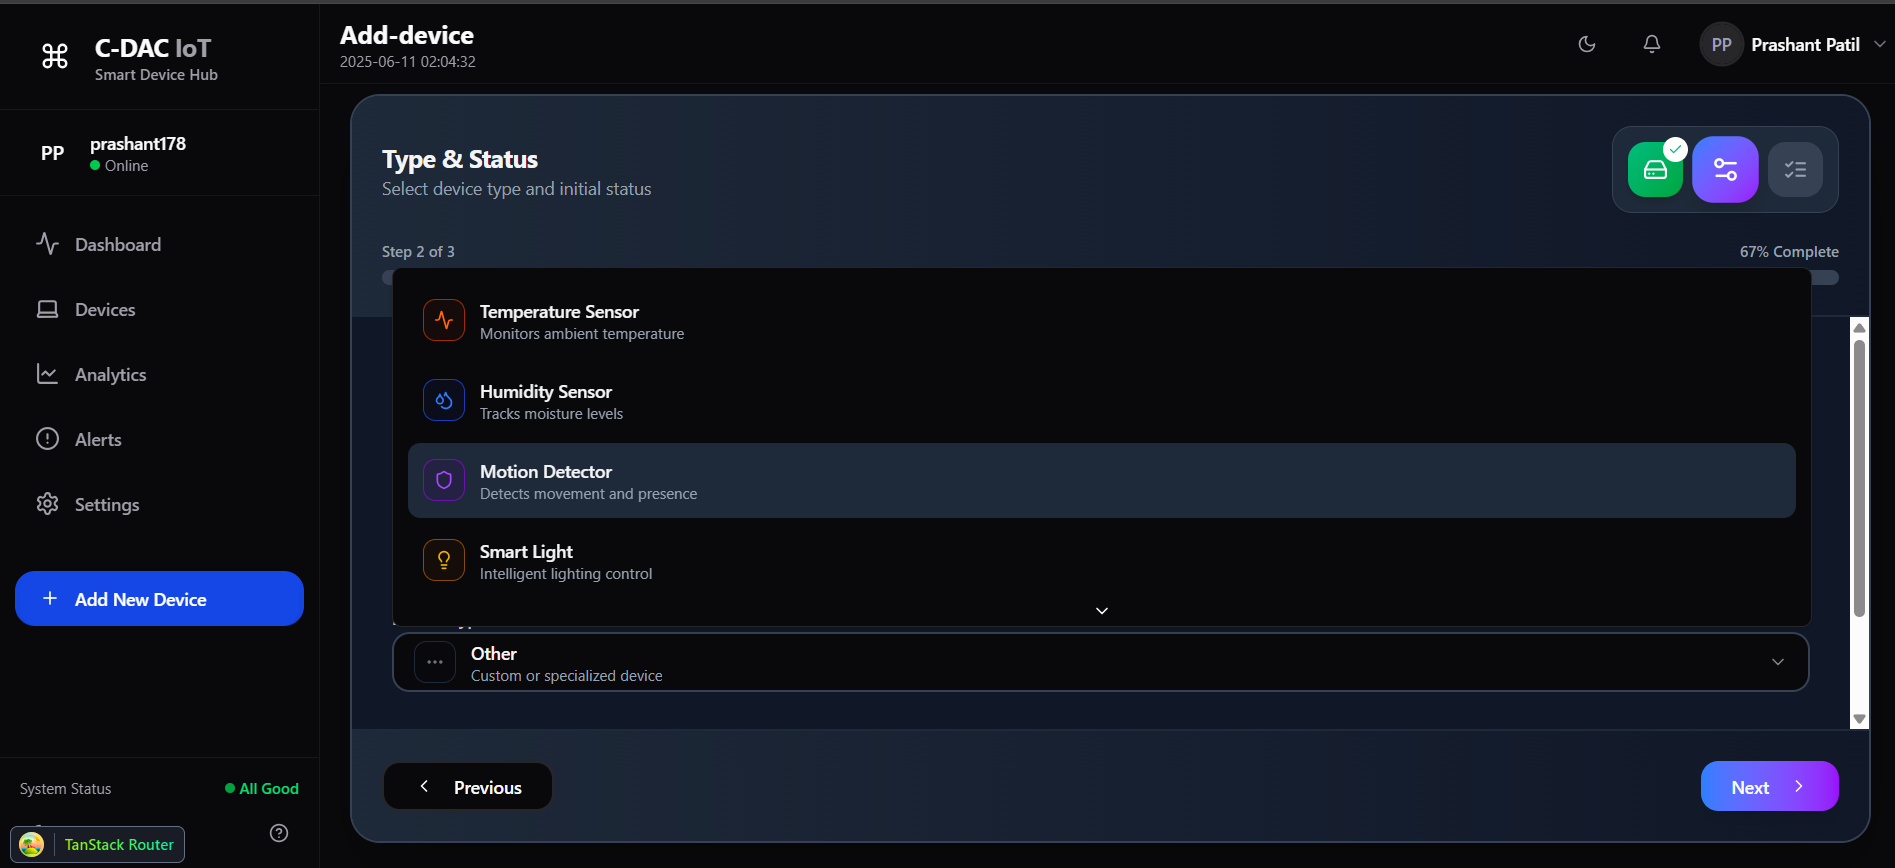 C-DAC IoT
Smart Device Hub
PP
prashant178
Online
Dashboard
Devices
Analytics
Alerts
Settings
Add New Device
System Status
All Good
TanStack Router
Add-device
2025-06-11 02:04:32
PP
Prashant Patil
Type & Status
Select device type and initial status
Step 2 of 3
67% Complete
Temperature Sensor
Monitors ambient temperature
Humidity Sensor
Tracks moisture levels
Motion Detector
Detects movement and presence
Smart Light
Intelligent lighting control
Other
Custom or specialized device
Previous
Next